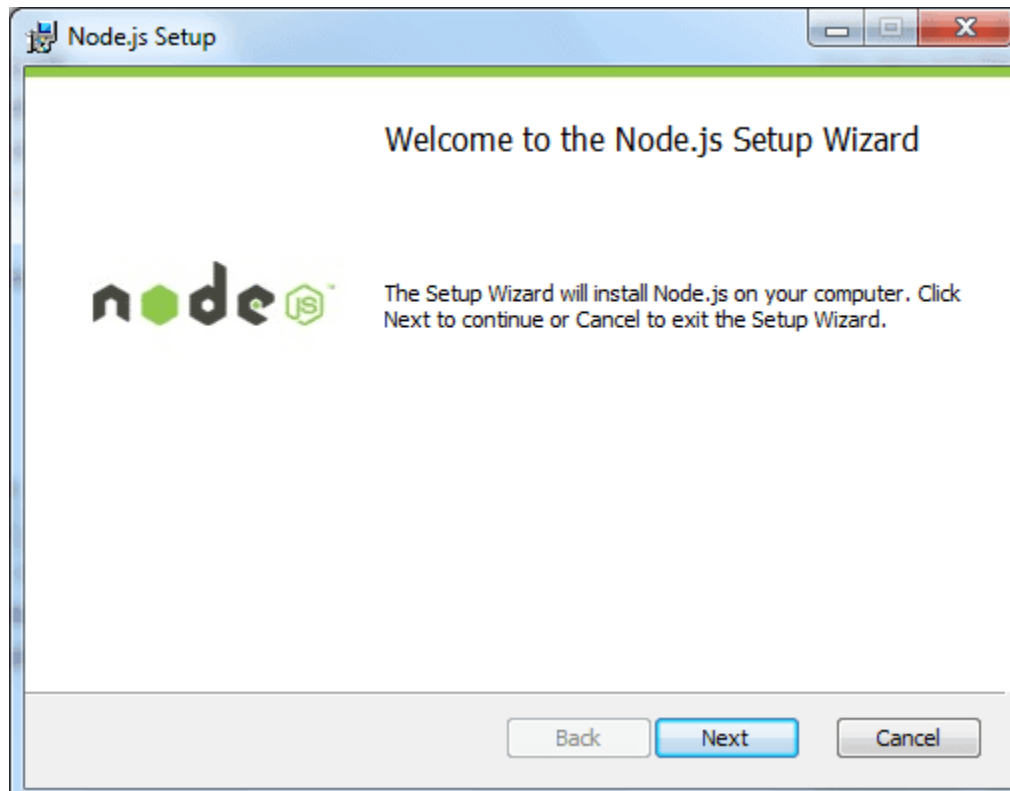 Node.js Setup
Welcome to the Node.js Setup Wizard
node JS™
The Setup Wizard will install Node.js on your computer. Click
Next to continue or Cancel to exit the Setup Wizard.
Back Next Cancel